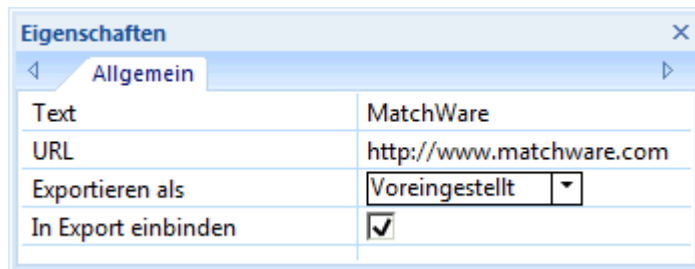 Eigenschaften
Allgemein
Text MatchWare
URL http://www.matchware.com
Exportieren als Voreingestellt
In Export einbinden